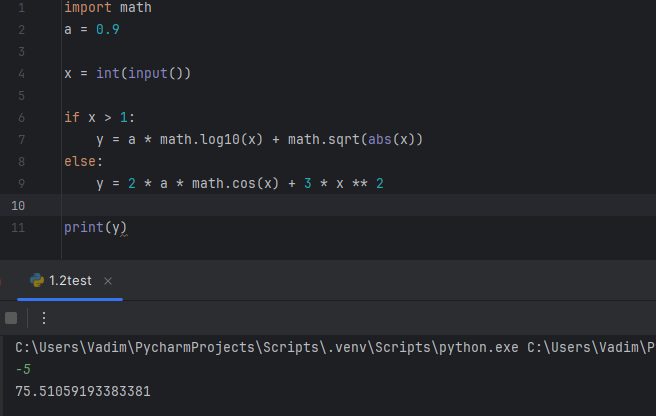 1 import math
2 a = 0.9
3
4 x = int(input())
5
6 if x > 1:
7     y = a * math.log10(x) + math.sqrt(abs(x))
8 else:
9     y = 2 * a * math.cos(x) + 3 * x ** 2
10
11 print(y)
1.2test ×
C:\Users\Vadim\PycharmProjects\Scripts\.venv\Scripts\python.exe C:\Users\Vadim\P
-5
75.51059193383381